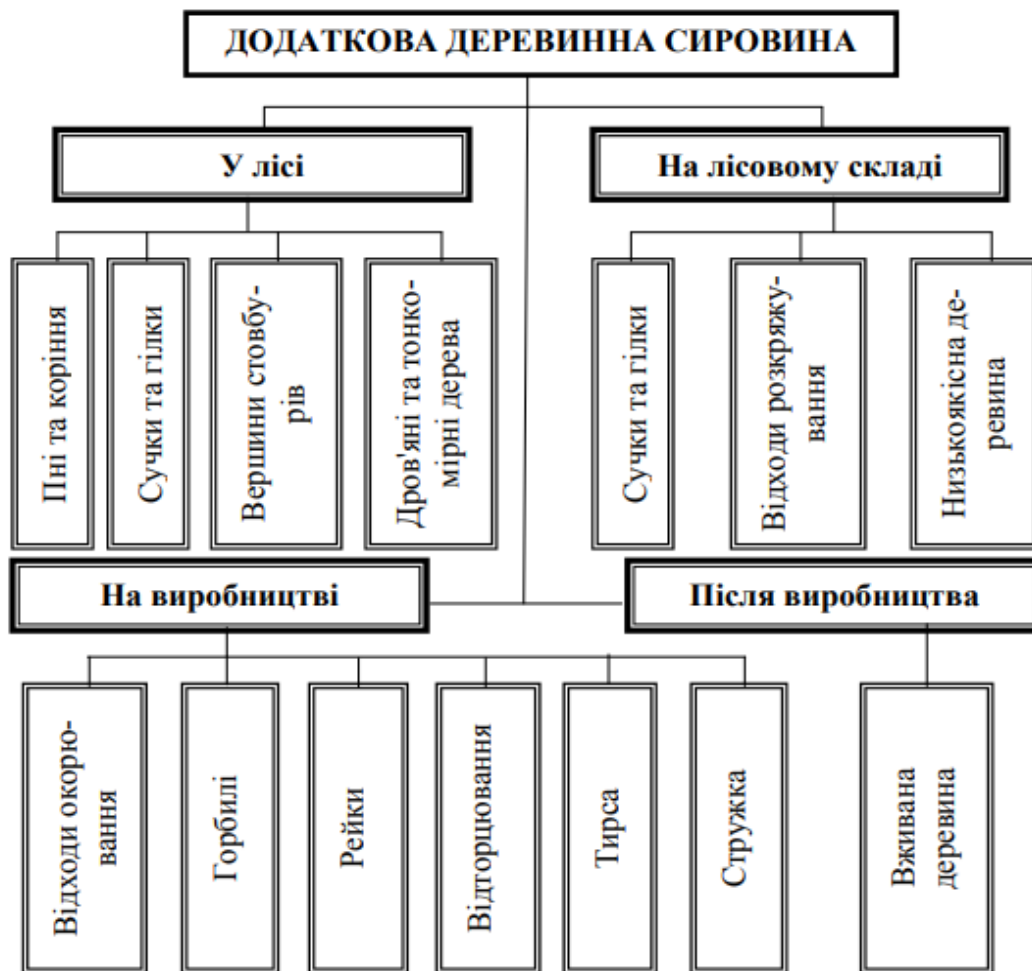 ДОДАТКОВА ДЕРЕВИННА СИРОВИНА
У лісі
На лісовому складі
Пні та коріння
Сучки та гілки
Вершини стовбу-
рів
Дров'яні та тонко-
мірні дерева
Сучки та гілки
Відходи розкряжу-
вання
Низькоякісна де-
ревина
На виробництві
Після виробництва
Відходи окорю-
вання
Горбилі
Рейки
Відторцювання
Тирса
Стружка
Вживана
деревина